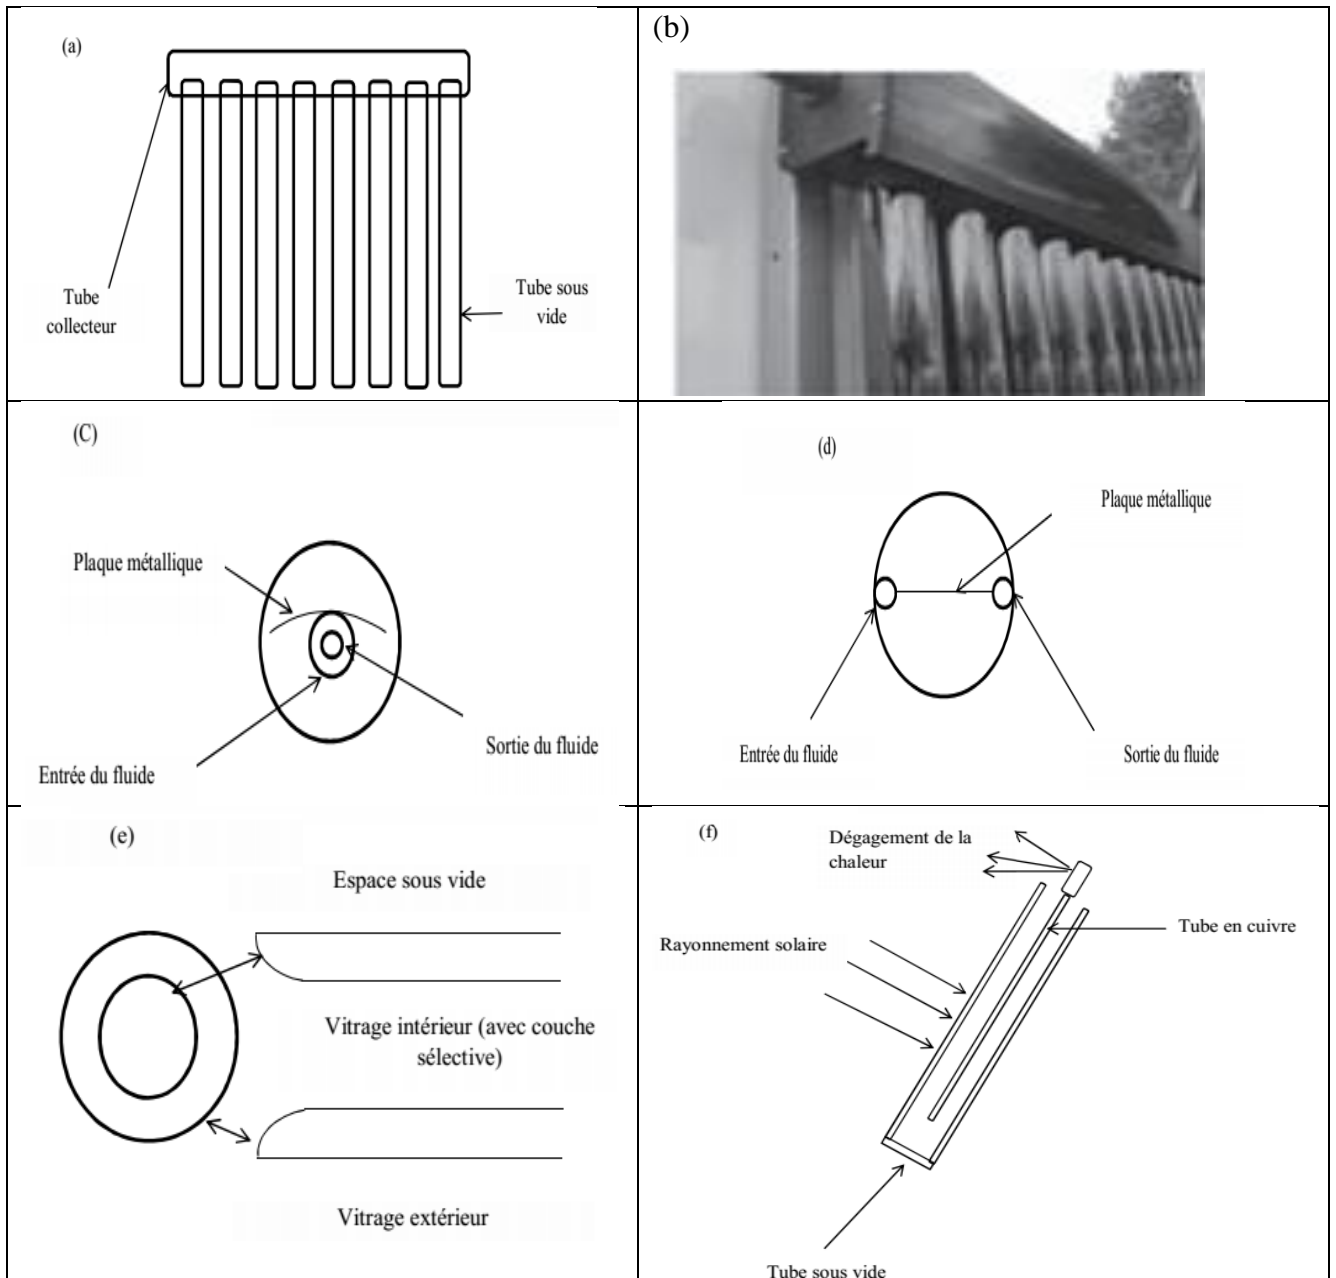 (a)
Tube
collecteur
Tube sous
vide
(b)
(C)
Plaque métallique
Entrée du fluide
Sortie du fluide
(d)
Plaque métallique
Entrée du fluide
Sortie du fluide
(e)
Espace sous vide
Vitrage intérieur (avec couche
sélective)
Vitrage extérieur
(f)
Dégagement de la
chaleur
Rayonnement solaire
Tube en cuivre
Tube sous vide